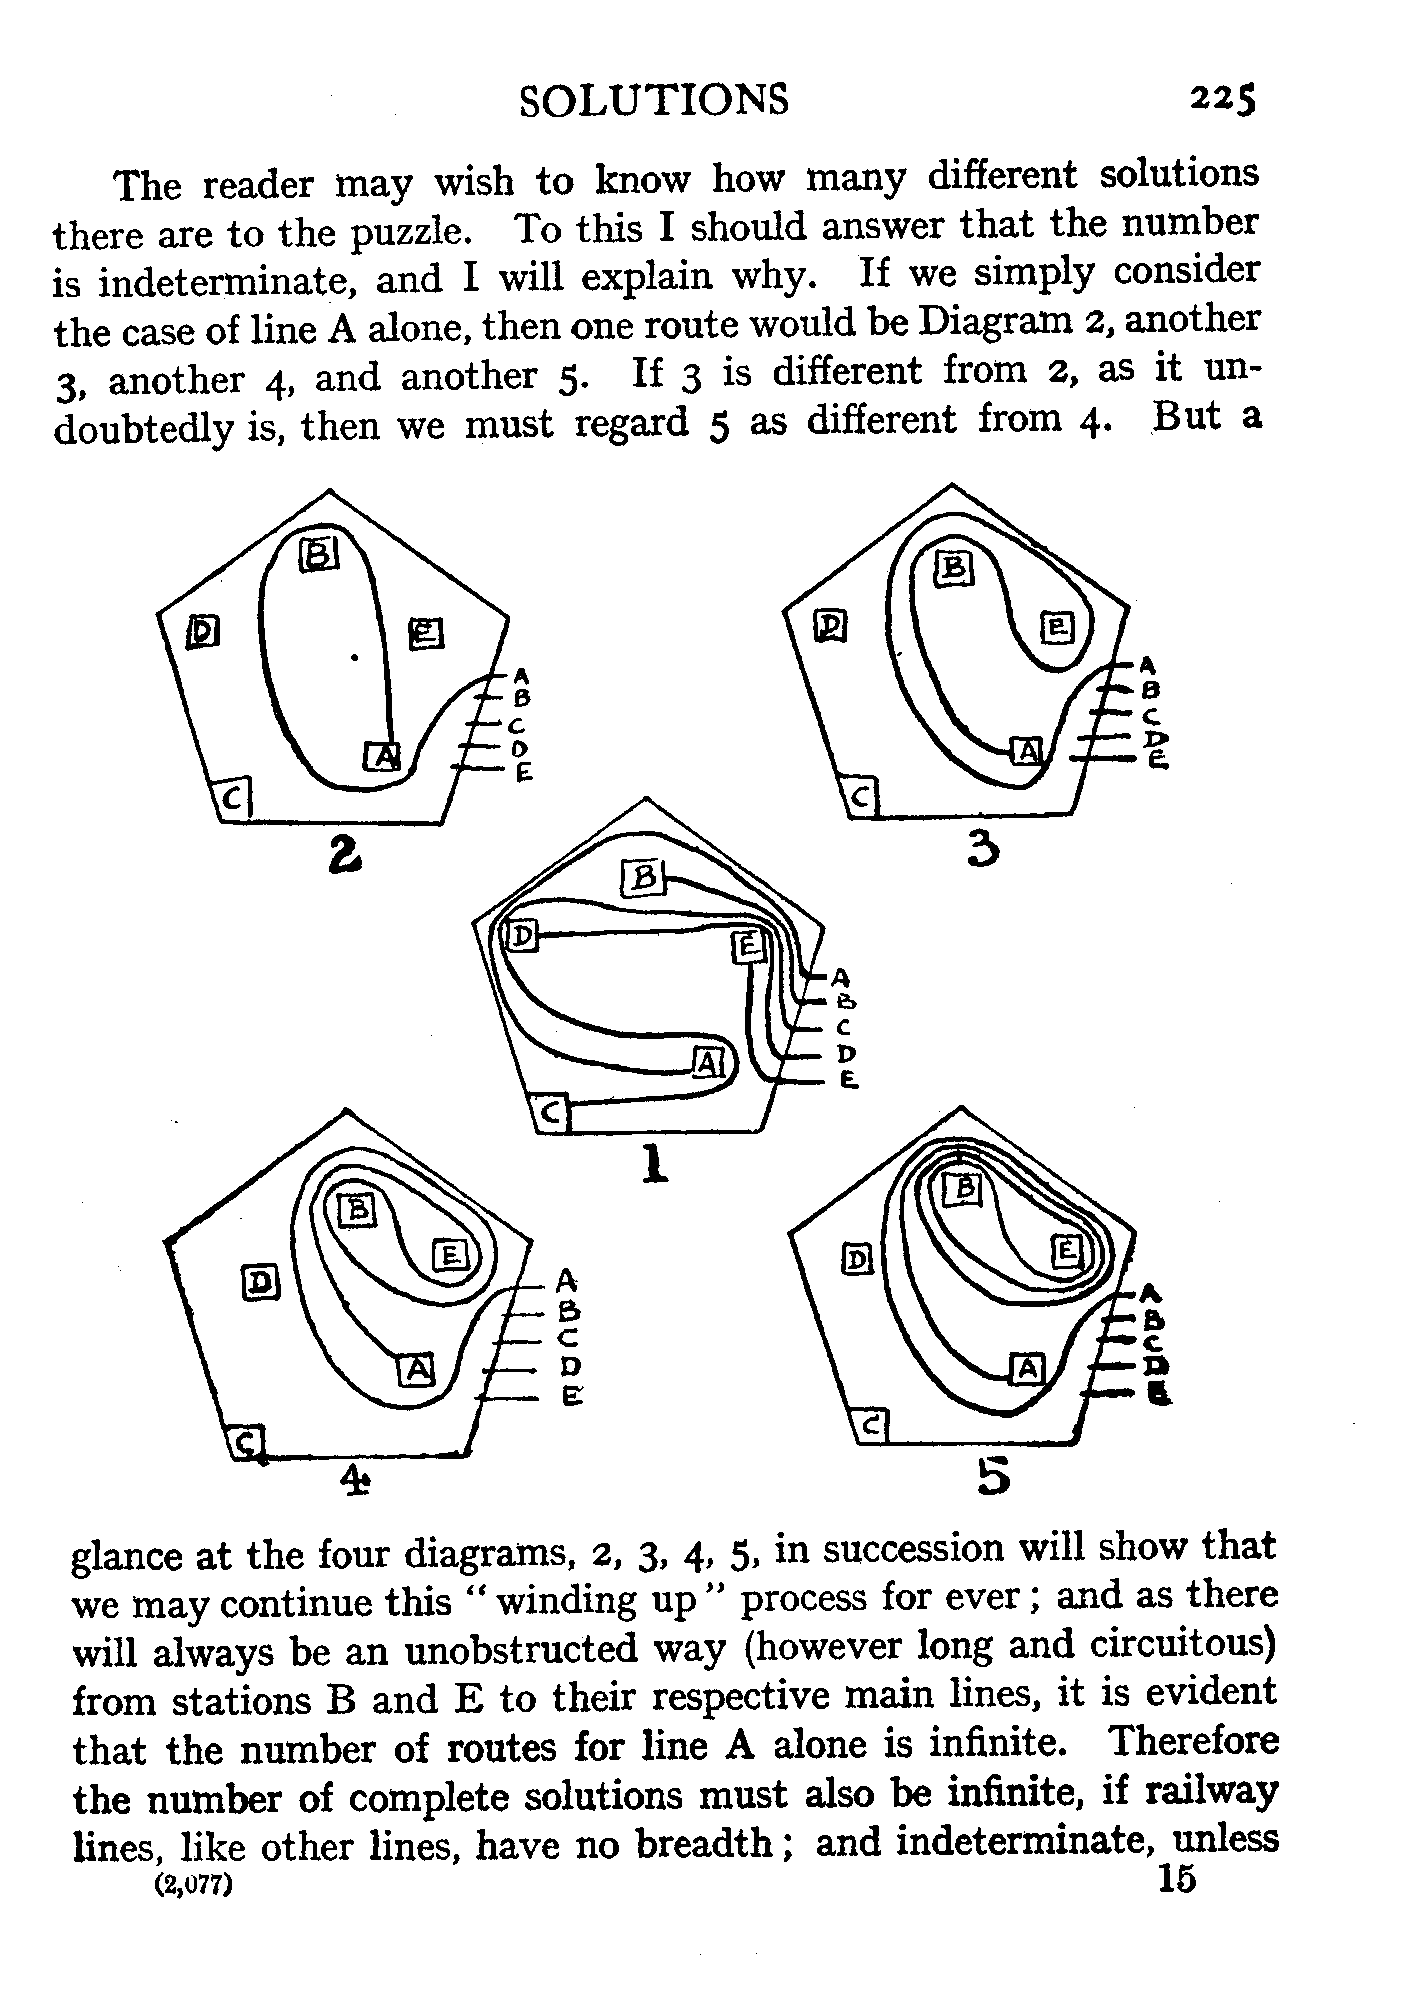 SOLUTIONS 225
The reader may wish to know how many different solutions
there are to the puzzle. To this I should answer that the number
is indeterminate, and I will explain why. If we simply consider
the case of line A alone, then one route would be Diagram 2, another
3, another 4, and another 5. If 3 is different from 2, as it un-
doubtedly is, then we must regard 5 as different from 4. But a
B
D
E
A
C
A
B
C
D
E
2
B
D
E
A
C
A
B
C
D
E
3
B
D
E
A
C
A
B
C
D
E
1
B
E
D
A
C
A
B
C
D
E
4
B
E
D
A
C
A
B
C
D
E
5
glance at the four diagrams, 2, 3, 4, 5, in succession will show that
we may continue this “ winding up ” process for ever ; and as there
will always be an unobstructed way (however long and circuitous)
from stations B and E to their respective main lines, it is evident
that the number of routes for line A alone is infinite. Therefore
the number of complete solutions must also be infinite, if railway
lines, like other lines, have no breadth ; and indeterminate, unless
(2,077) 15